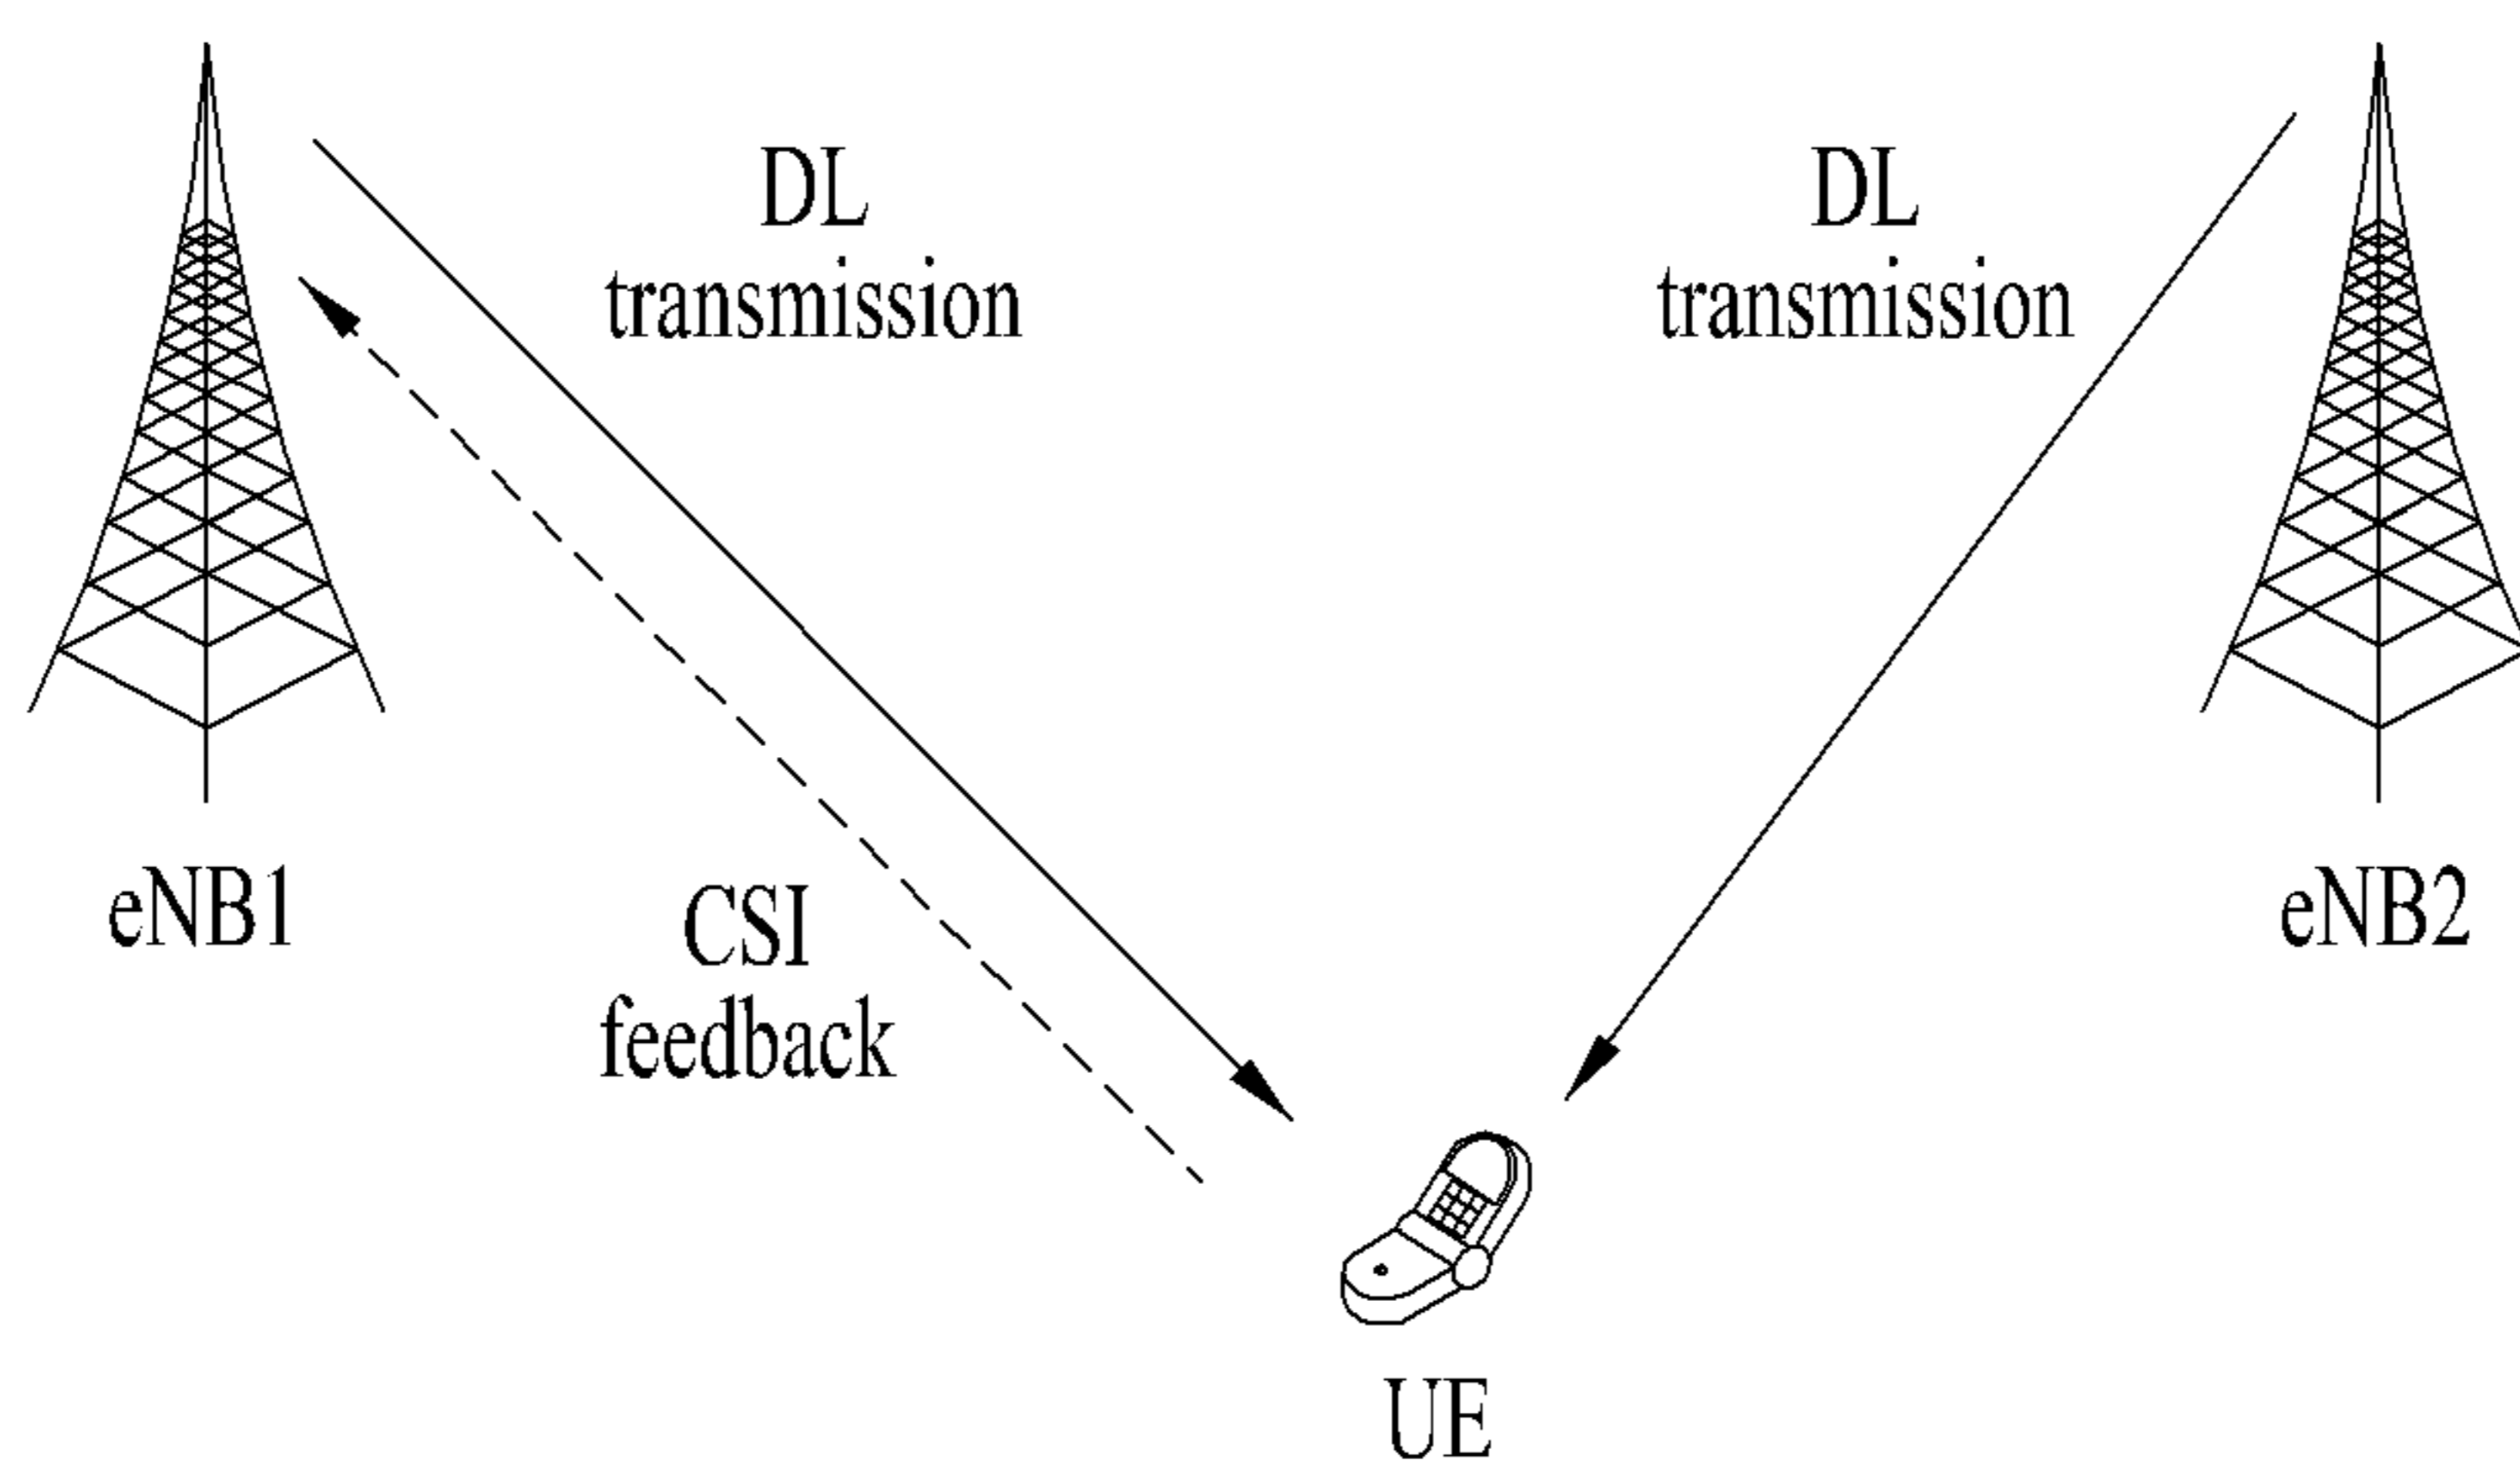 DL
transmission
DL
transmission
eNB1
CSI
feedback
eNB2
UE